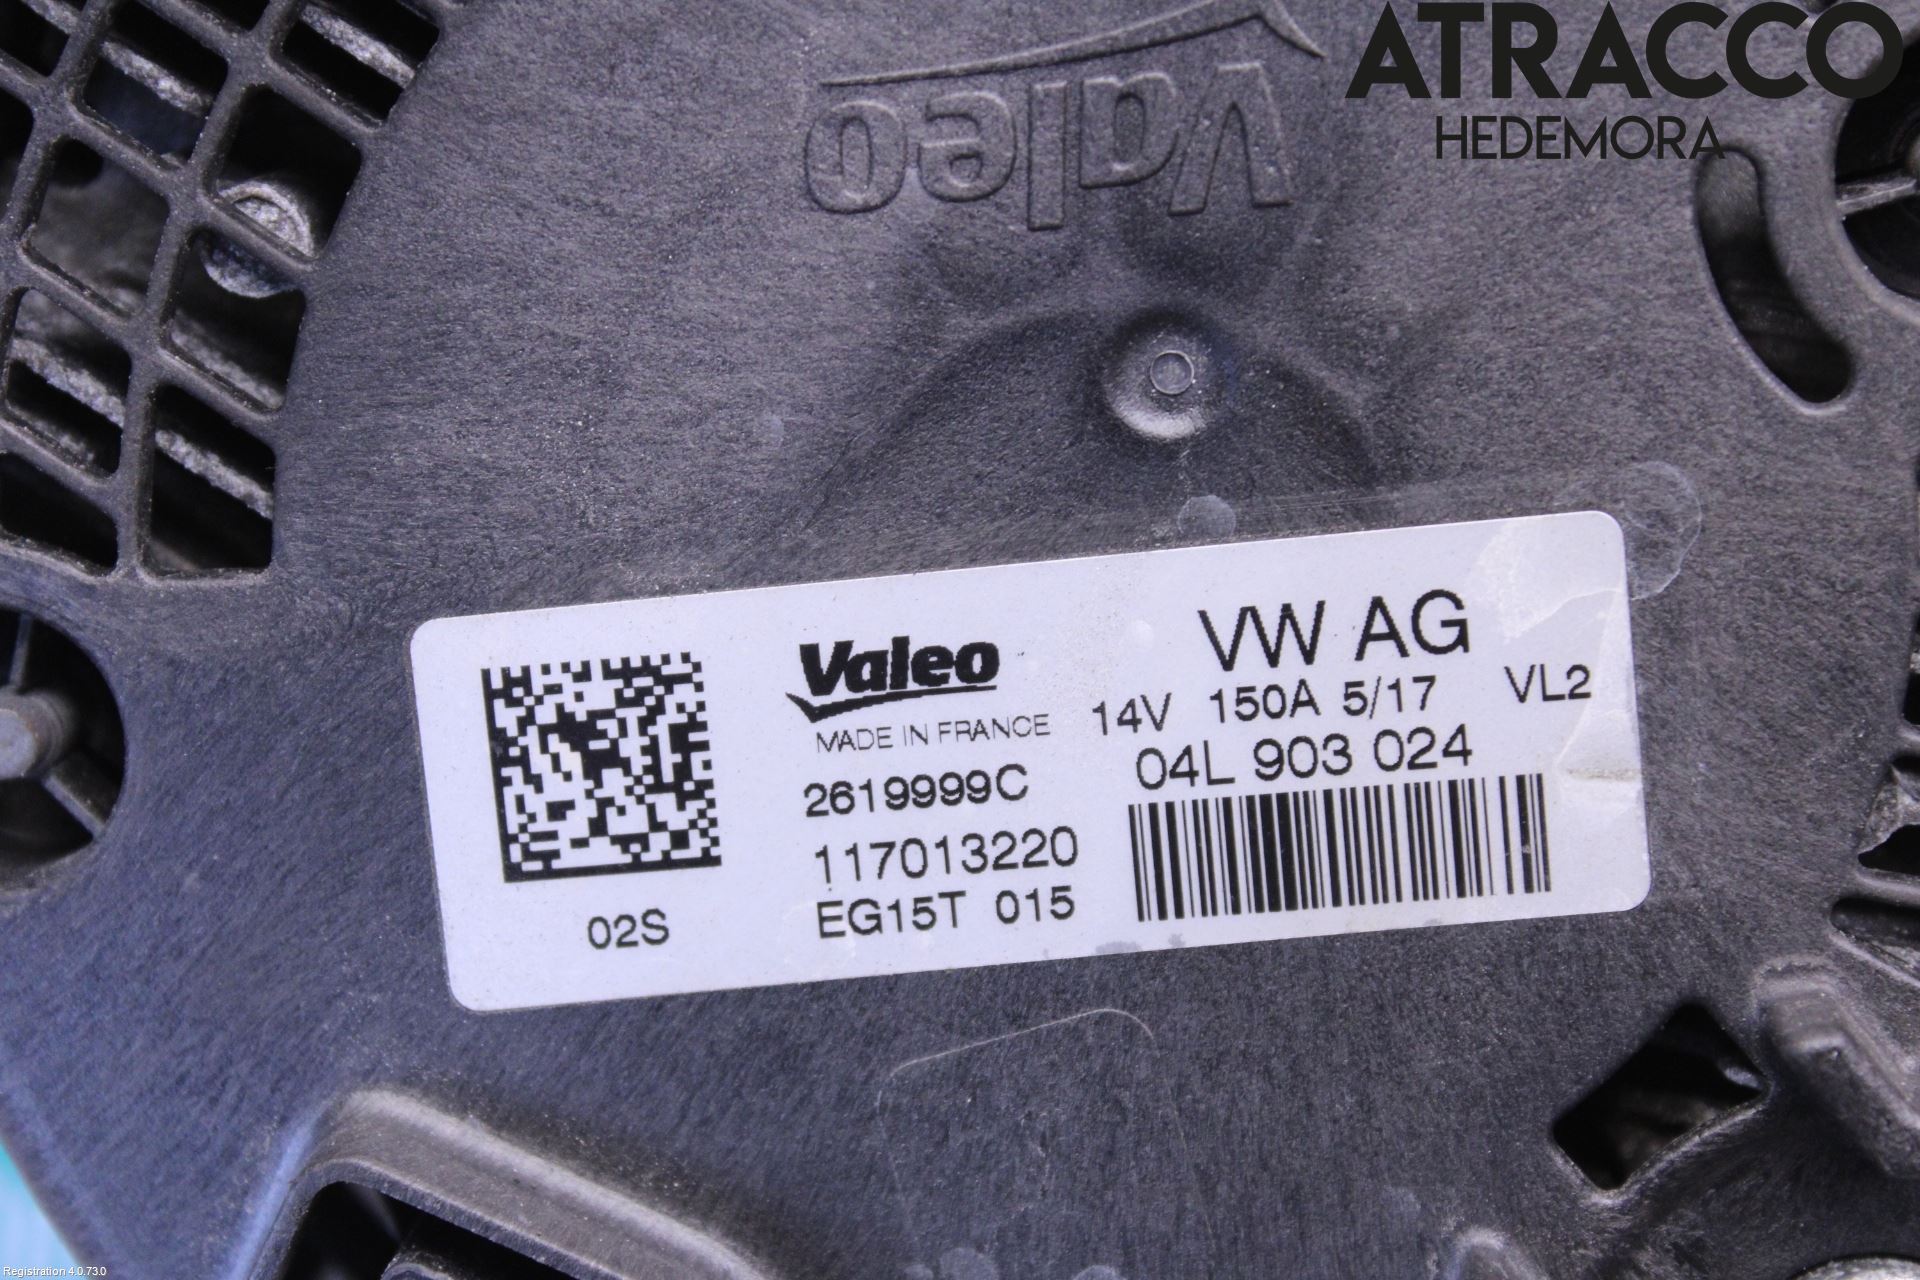 ATRACCO
HEDEMORA
Valeo
Valeo
MADE IN FRANCE
2619999C
117013220
EG15T 015
02S
VW AG
14V 150A 5/17 VL2
04L 903 024
Registration 4.0.73.0